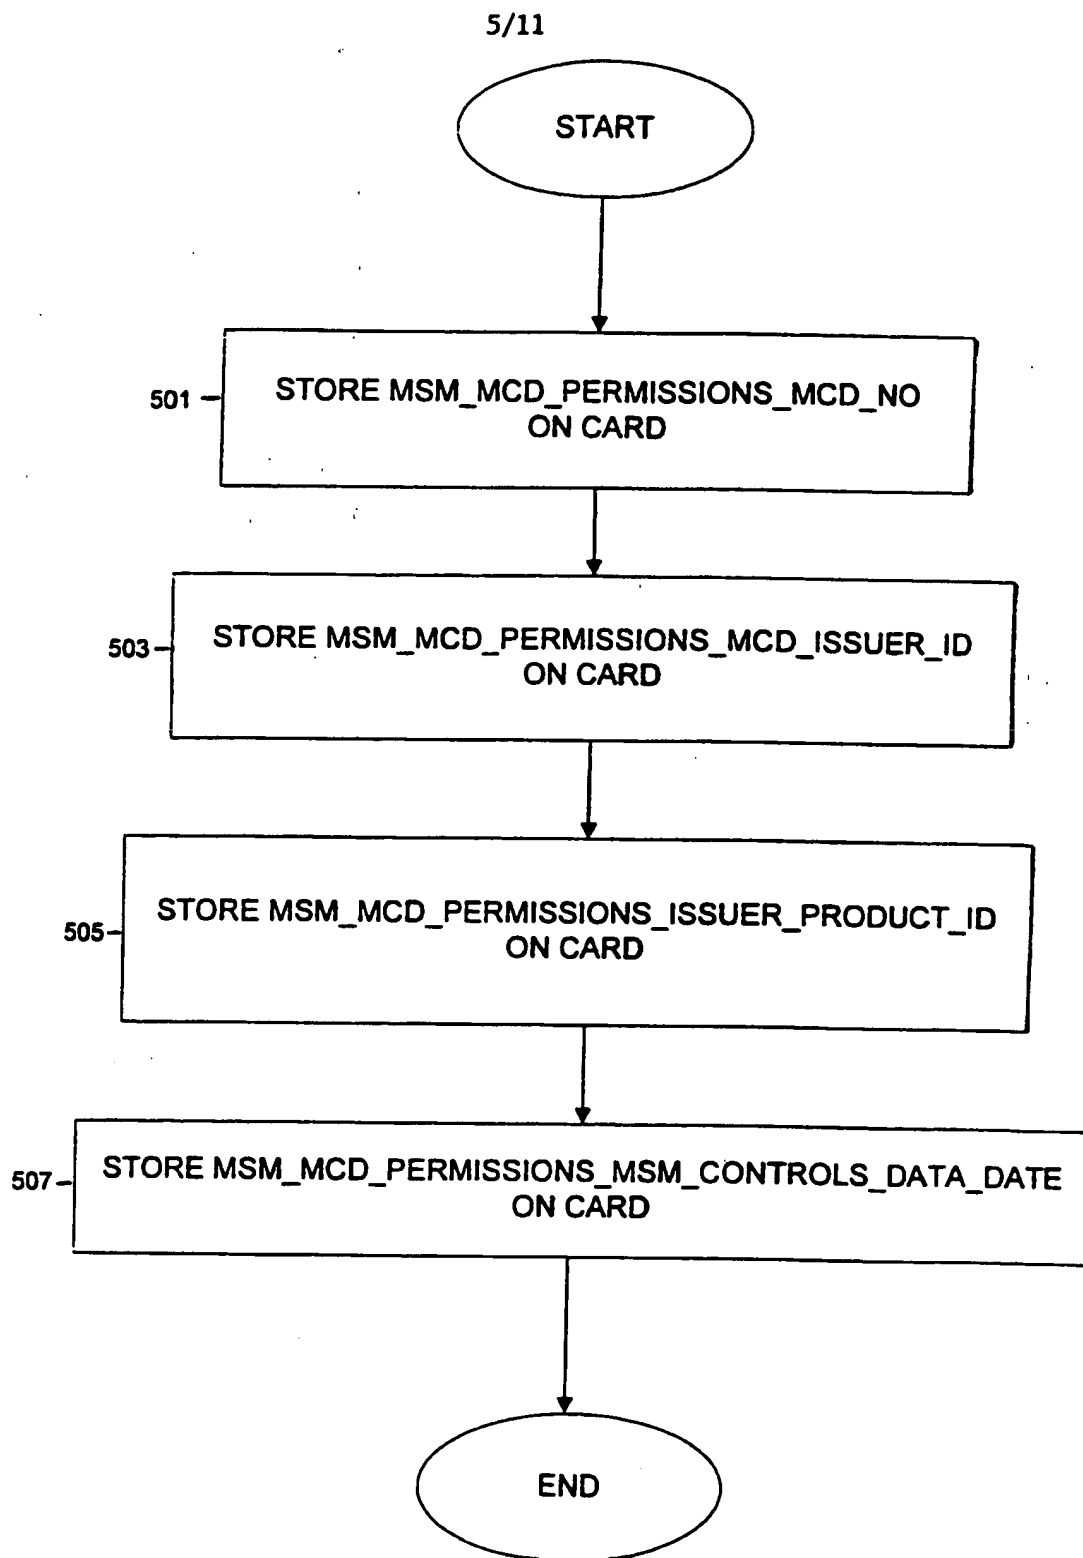 5/11
START
501
STORE MSM_MCD_PERMISSIONS_MCD_NO
ON CARD
503
STORE MSM_MCD_PERMISSIONS_MCD_ISSUER_ID
ON CARD
505
STORE MSM_MCD_PERMISSIONS_ISSUER_PRODUCT_ID
ON CARD
507
STORE MSM_MCD_PERMISSIONS_MSM_CONTROLS_DATA_DATE
ON CARD
END